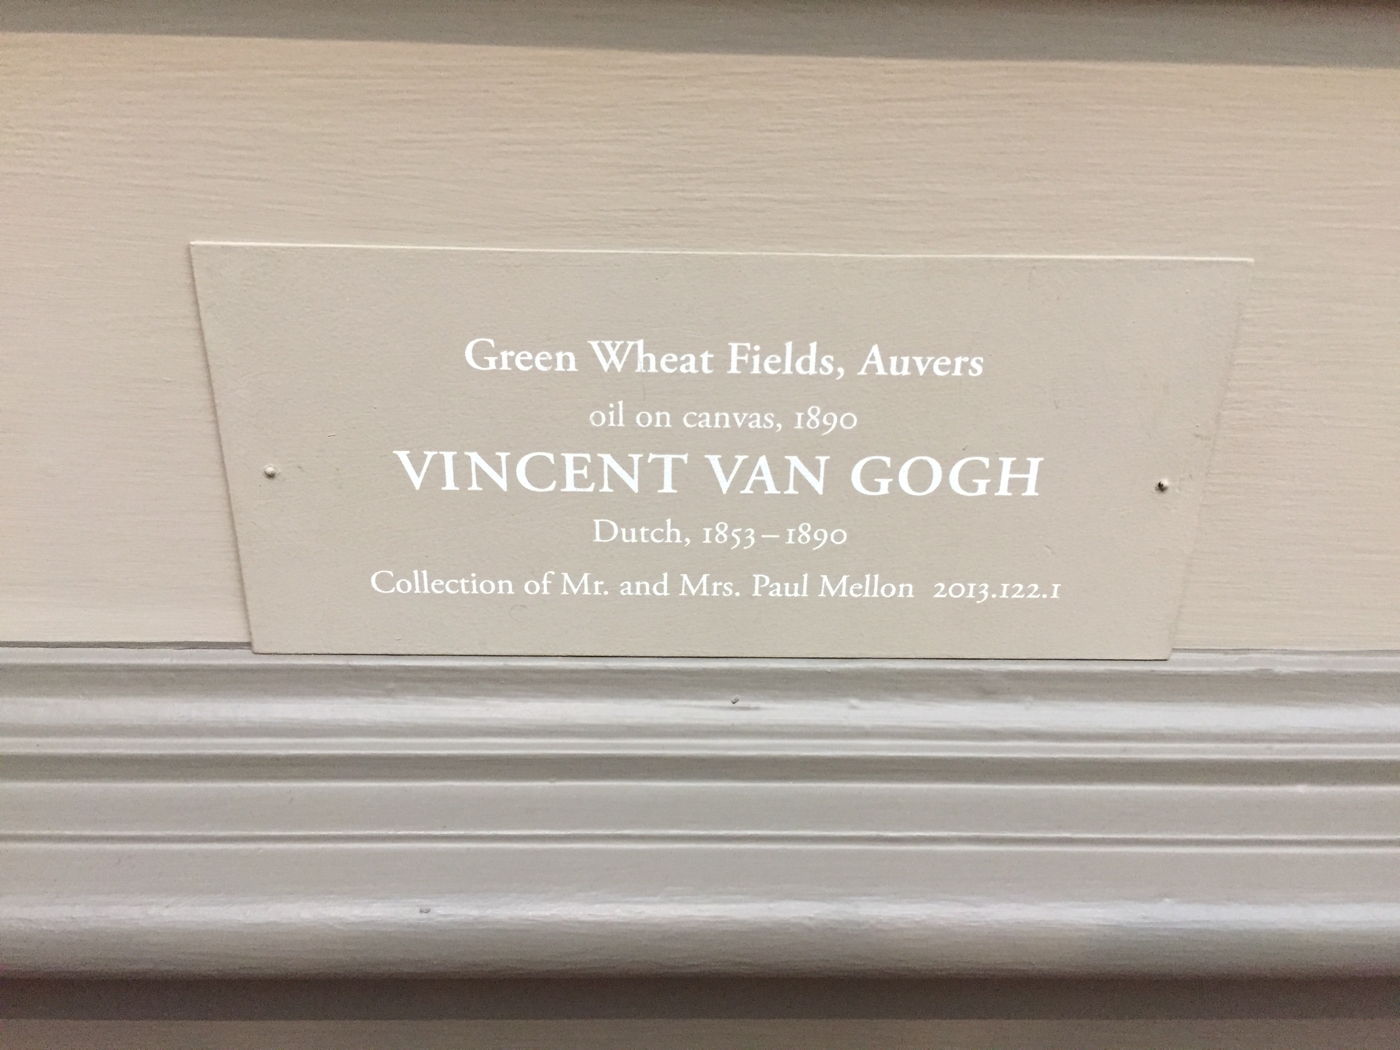 Green Wheat Fields, Auvers
oil on canvas, 1890
VINCENT VAN GOGH
Dutch, 1853–1890
Collection of Mr. and Mrs. Paul Mellon 2013.122.1